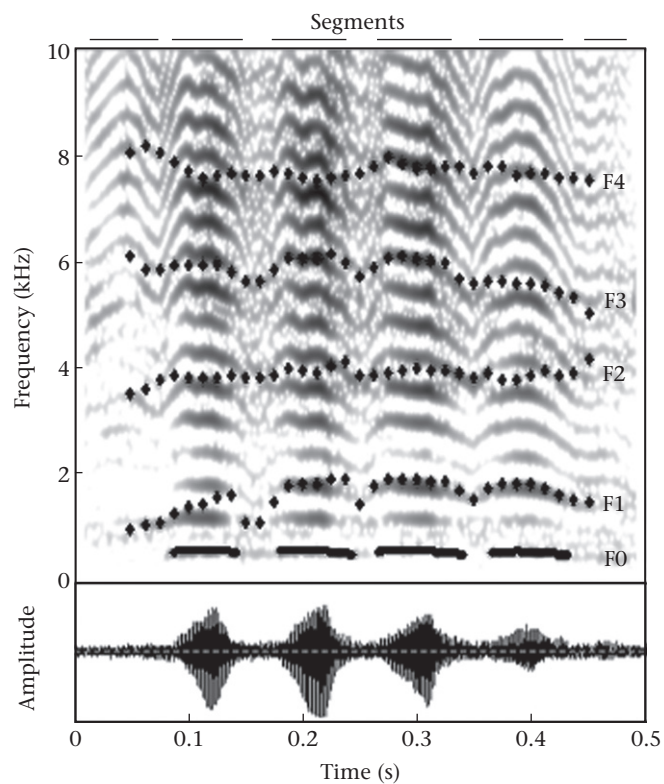 Segments
10
8
6
4
2
0
Frequency (kHz)
F4
F3
F2
F1
F0
Amplitude
0 0.1 0.2 0.3 0.4 0.5
Time (s)